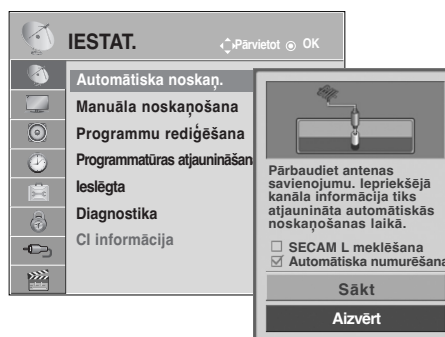 IESTAT.
Pārvietot OK
Automātiska noskaņ.
Manuāla noskaņošana
Programmu rediģēšana
Programmatūras atjaunināšan
Ieslēgta
Diagnostika
CI informācija
Pārbaudiet antenas
savienojumu. Iepriekšējā
kanāla informācija tiks
atjaunināta automātiskās
noskaņošanas laikā.
SECAM L meklēšana
Automātiska numurēšana
Sākt
Aizvērt